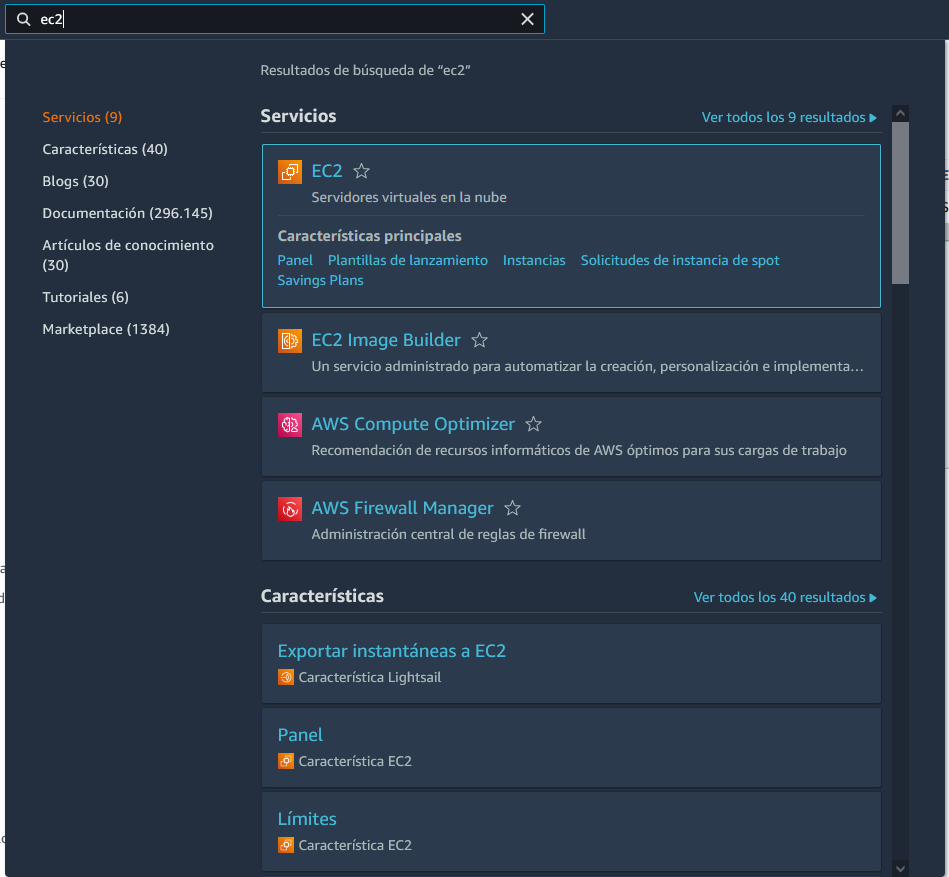 ec2
Resultados de búsqueda de “ec2”
Servicios (9)
Características (40)
Blogs (30)
Documentación (296.145)
Artículos de conocimiento
(30)
Tutoriales (6)
Marketplace (1384)
Servicios
Ver todos los 9 resultados
EC2
Servidores virtuales en la nube
Características principales
Panel Plantillas de lanzamiento Instancias Solicitudes de instancia de spot
Savings Plans
EC2 Image Builder
Un servicio administrado para automatizar la creación, personalización e implementa...
AWS Compute Optimizer
Recomendación de recursos informáticos de AWS óptimos para sus cargas de trabajo
AWS Firewall Manager
Administración central de reglas de firewall
Características
Ver todos los 40 resultados
Exportar instantáneas a EC2
Característica Lightsail
Panel
Característica EC2
Límites
Característica EC2